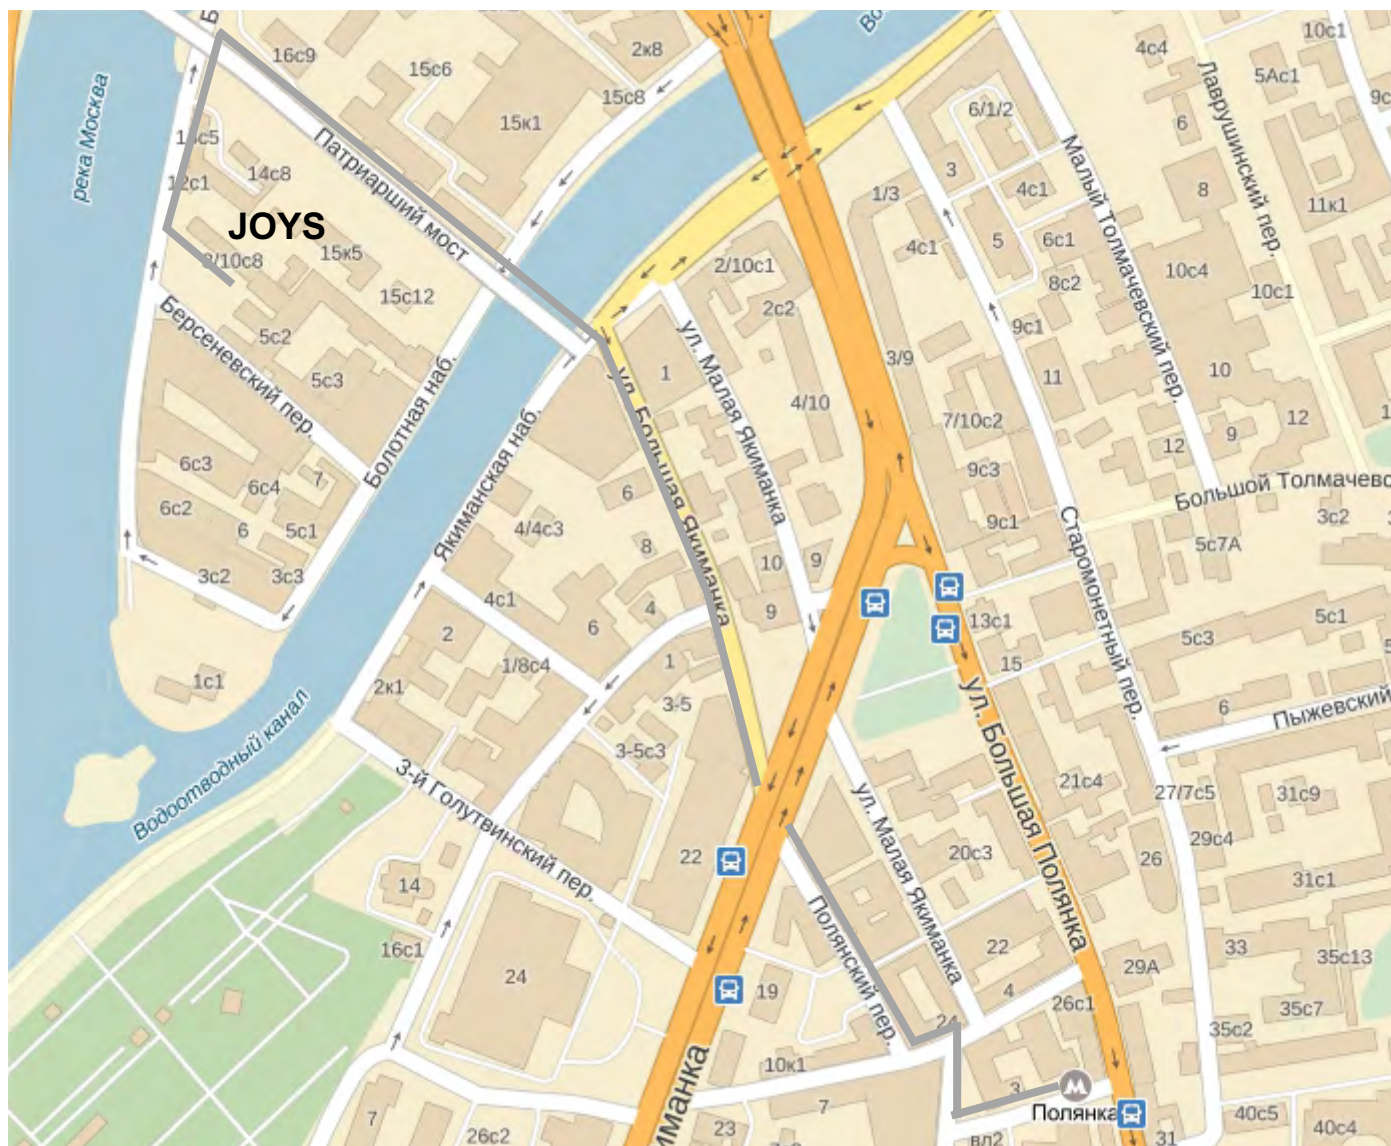 16с9
15с6
2к8
15с8
15к1
4с4
10с1
5Ас1
Лаврушинский пер.
6/1/2
6
река Москва
Патриарший мост
14с8
12с1
JOYS
3/10с8
15к5
15с12
Берсеневский пер.
5с2
5с3
Болотная наб.
1/3
3
4с1
4с1
5
6с1
8с2
Малый Толмачевский пер.
8
11к1
10с4
10с1
2/10с1
2с2
ул. Малая Якиманка
1
4/10
3/9
9с1
11
10
12
9
12
7/10с2
9с3
9с1
ул. Большая Якиманка
Якиманская наб.
6с3
7
6с4
6с2
6
5с1
3с2
3с3
6
4/4с3
8
10
9
9
4
4с1
6
2
1/8с4
2к1
1
3-5
3-5с3
1с1
Водоотводный канал
Старомонетный пер.
Большой Толмачевс
3с2
5с7А
13с1
15
5с1
5с3
6
Пыжевский
ул. Большая Полянка
21с4
27/7с5
31с9
29с4
26
31с1
3-й Голутвинский пер.
22
14
16с1
24
19
Полянский пер.
ул. Малая Якиманка
20с3
22
4
26с1
29А
33
35с13
35с7
35с2
10к1
7
3
Полянка
вл2
31
40с5
40с4
7
26с2
23
иманка